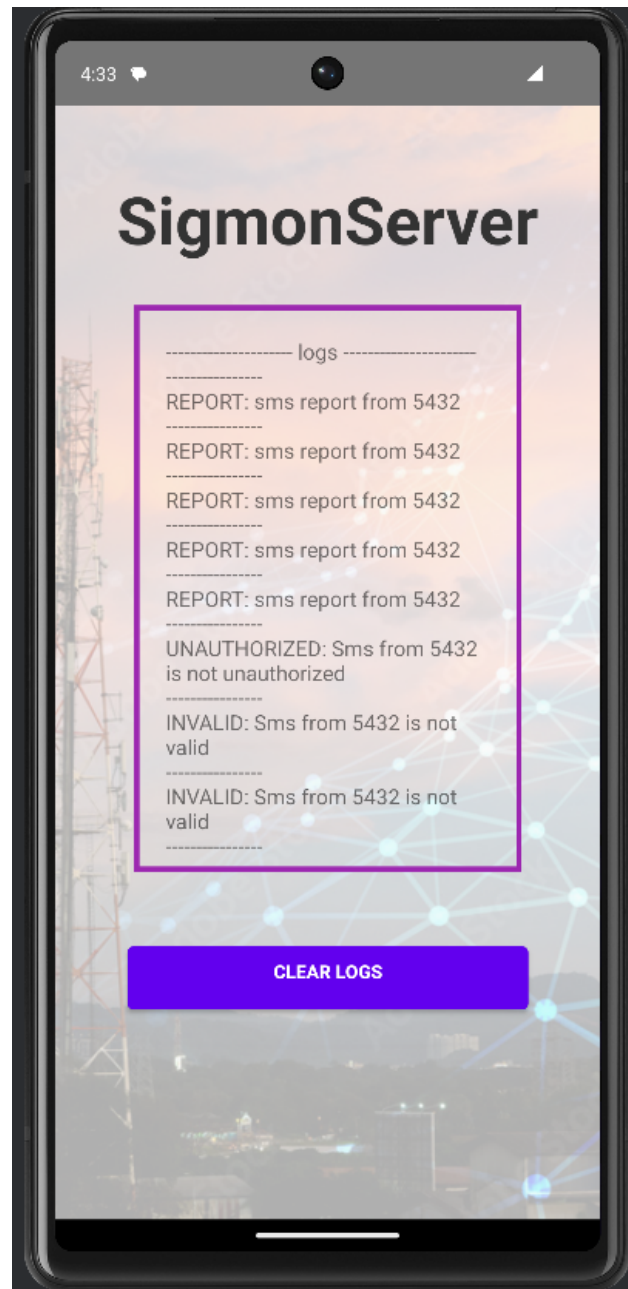 4:33
SigmonServer
--------------------- logs ----------------------
----------------
REPORT: sms report from 5432
----------------
REPORT: sms report from 5432
----------------
REPORT: sms report from 5432
----------------
REPORT: sms report from 5432
----------------
REPORT: sms report from 5432
----------------
UNAUTHORIZED: Sms from 5432
is not unauthorized
----------------
INVALID: Sms from 5432 is not
valid
----------------
INVALID: Sms from 5432 is not
valid
----------------
CLEAR LOGS